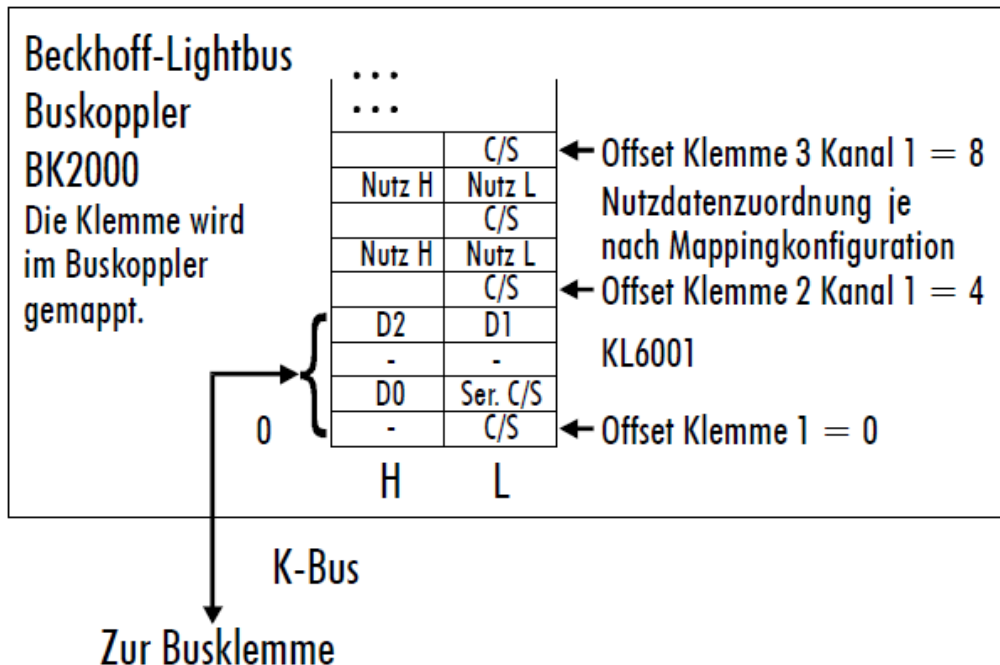 Beckhoff-Lightbus
Buskoppler
BK2000
Die Klemme wird
im Buskoppler
gemappt.
...
...
C/S
Nutz H Nutz L
C/S
Nutz H Nutz L
C/S
D2 D1
- -
D0 Ser. C/S
0 - C/S
H L
Offset Klemme 3 Kanal 1 = 8
Nutzdatenzuordnung je
nach Mappingkonfiguration
Offset Klemme 2 Kanal 1 = 4
KL6001
Offset Klemme 1 = 0
K-Bus
Zur Busklemme